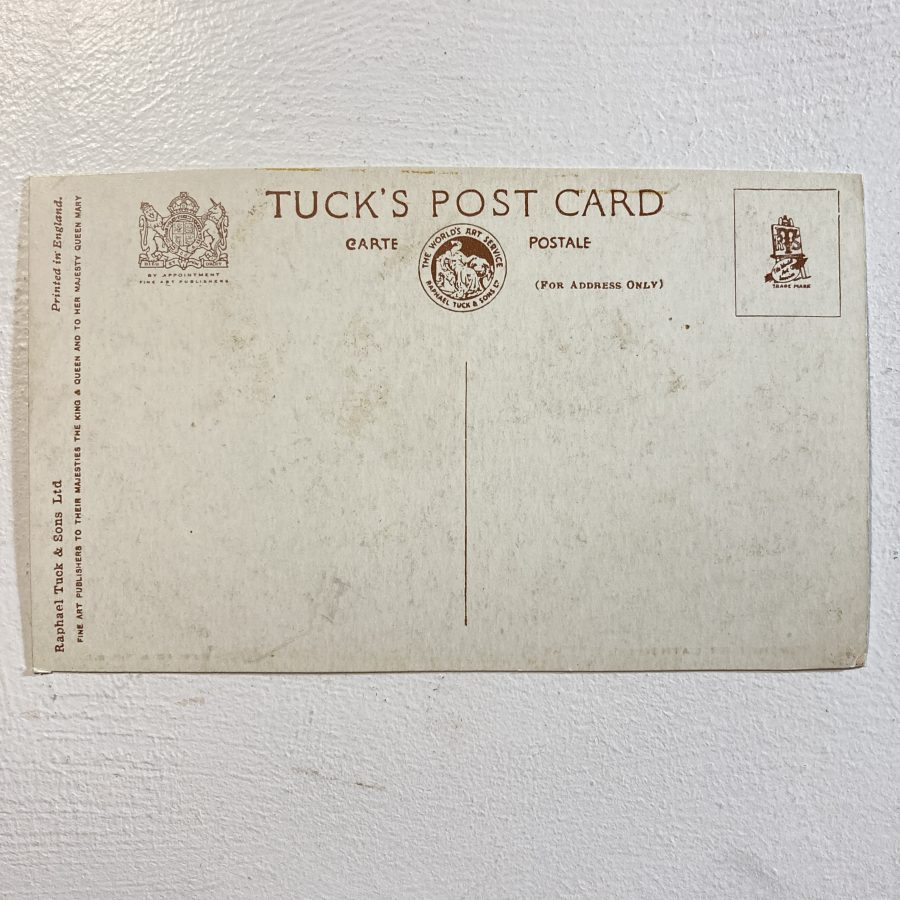 TUCK'S POST CARD
CARTE POSTALE
(FOR ADDRESS ONLY)
THE WORLD'S ART SERVICE
RAPHAEL TUCK & SONS LD
BY APPOINTMENT
FINE ART PUBLISHERS
TRADE MARK
Printed in England.
Raphael Tuck & Sons Ltd
FINE ART PUBLISHERS TO THEIR MAJESTIES THE KING & QUEEN AND TO HER MAJESTY QUEEN MARY